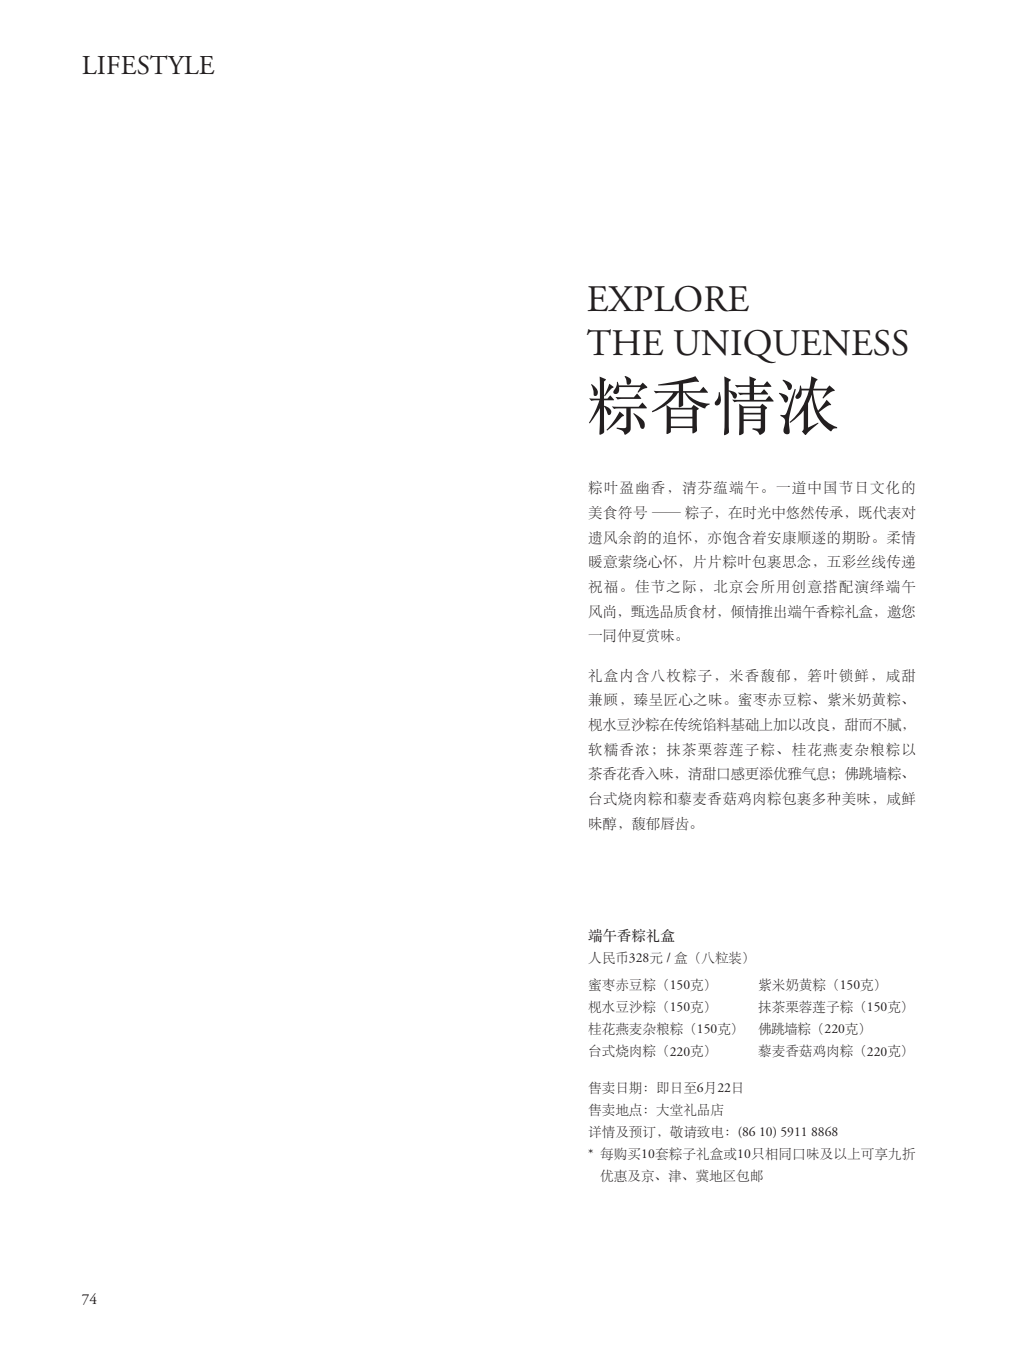 LIFESTYLE
EXPLORE
THE UNIQUENESS
粽香情浓
粽叶盈幽香，清芬蕴端午。一道中国节日文化的
美食符号 —— 粽子，在时光中悠然传承，既代表对
遗风余韵的追怀，亦饱含着安康顺遂的期盼。柔情
暖意萦绕心怀，片片粽叶包裹思念，五彩丝线传递
祝福。佳节之际，北京会所用创意搭配演绎端午
风尚，甄选品质食材，倾情推出端午香粽礼盒，邀您
一同仲夏赏味。
礼盒内含八枚粽子，米香馥郁，箬叶锁鲜，咸甜
兼顾，臻呈匠心之味。蜜枣赤豆粽、紫米奶黄粽、
枧水豆沙粽在传统馅料基础上加以改良，甜而不腻，
软糯香浓；抹茶栗蓉莲子粽、桂花燕麦杂粮粽以
茶香花香入味，清甜口感更添优雅气息；佛跳墙粽、
台式烧肉粽和藜麦香菇鸡肉粽包裹多种美味，咸鲜
味醇，馥郁唇齿。
端午香粽礼盒
人民币328元 / 盒（八粒装）
蜜枣赤豆粽（150克） 紫米奶黄粽（150克）
枧水豆沙粽（150克） 抹茶栗蓉莲子粽（150克）
桂花燕麦杂粮粽（150克） 佛跳墙粽（220克）
台式烧肉粽（220克） 藜麦香菇鸡肉粽（220克）
售卖日期：即日至6月22日
售卖地点：大堂礼品店
详情及预订，敬请致电：(86 10) 5911 8868
* 每购买10套粽子礼盒或10只相同口味及以上可享九折
优惠及京、津、冀地区包邮
74